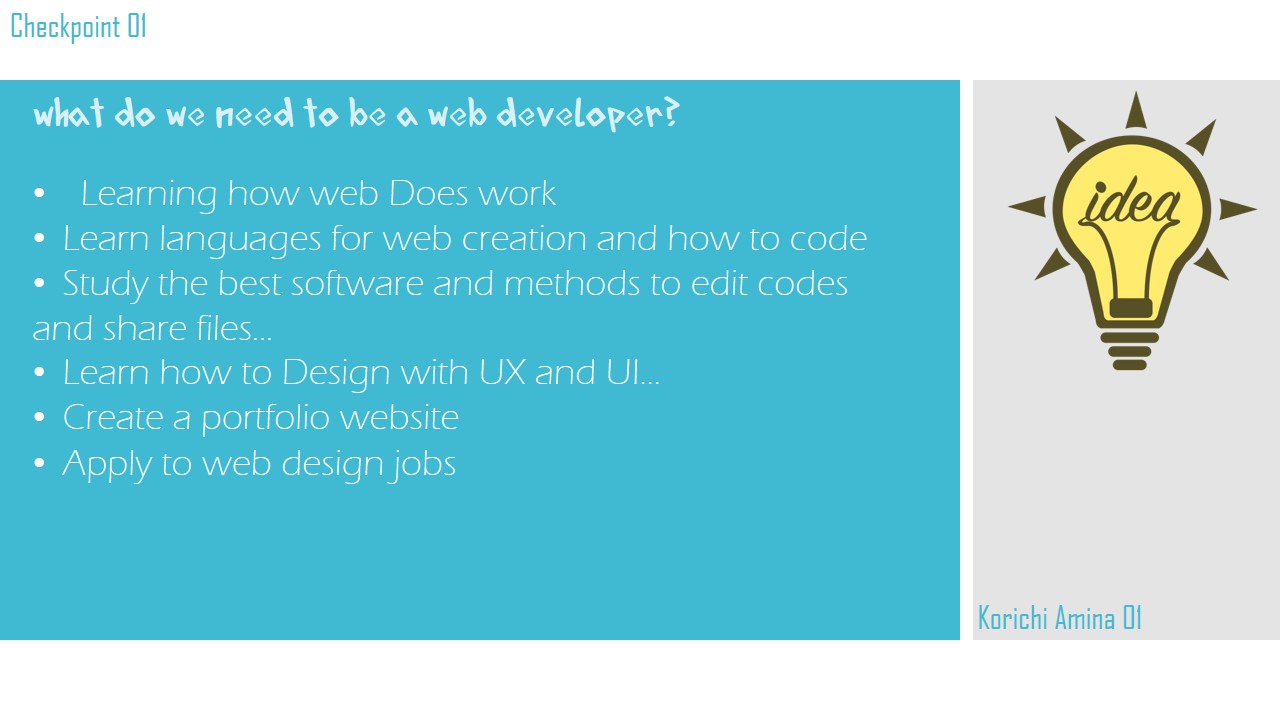 Checkpoint 01
what do we need to be a web developer?
• Learning how web Does work
• Learn languages for web creation and how to code
• Study the best software and methods to edit codes
and share files...
• Learn how to Design with UX and UI...
• Create a portfolio website
• Apply to web design jobs
idea
Korichi Amina 01